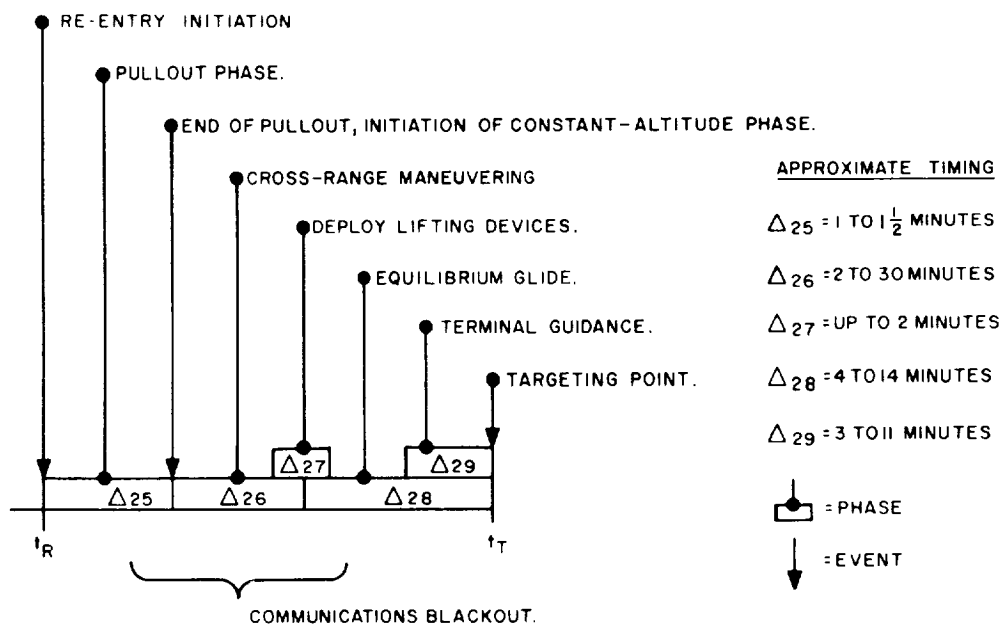 RE-ENTRY INITIATION
PULLOUT PHASE.
END OF PULLOUT, INITIATION OF CONSTANT-ALTITUDE PHASE.
CROSS-RANGE MANEUVERING
DEPLOY LIFTING DEVICES.
EQUILIBRIUM GLIDE.
TERMINAL GUIDANCE.
TARGETING POINT.
Δ27
Δ29
Δ25
Δ26
Δ28
tR
tT
COMMUNICATIONS BLACKOUT.
APPROXIMATE TIMING
Δ25 = 1 TO 1 1/2 MINUTES
Δ26 = 2 TO 30 MINUTES
Δ27 = UP TO 2 MINUTES
Δ28 = 4 TO 14 MINUTES
Δ29 = 3 TO 11 MINUTES
= PHASE
= EVENT